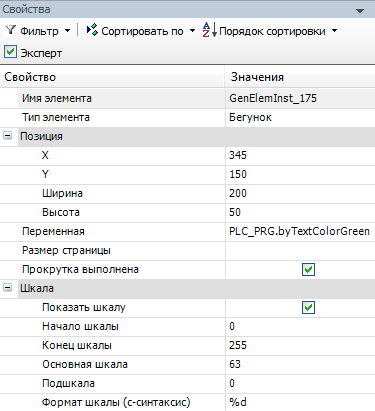 Свойства
Фильтр Сортировать по Порядок сортировки
Эксперт
Свойство Значения
Имя элемента GenElemInst_175
Тип элемента Бегунок
Позиция
X 345
Y 150
Ширина 200
Высота 50
Переменная PLC_PRG.byTextColorGreen
Размер страницы
Прокрутка выполнена
Шкала
Показать шкалу
Начало шкалы 0
Конец шкалы 255
Основная шкала 63
Подшкала 0
Формат шкалы (с-синтаксис) %d